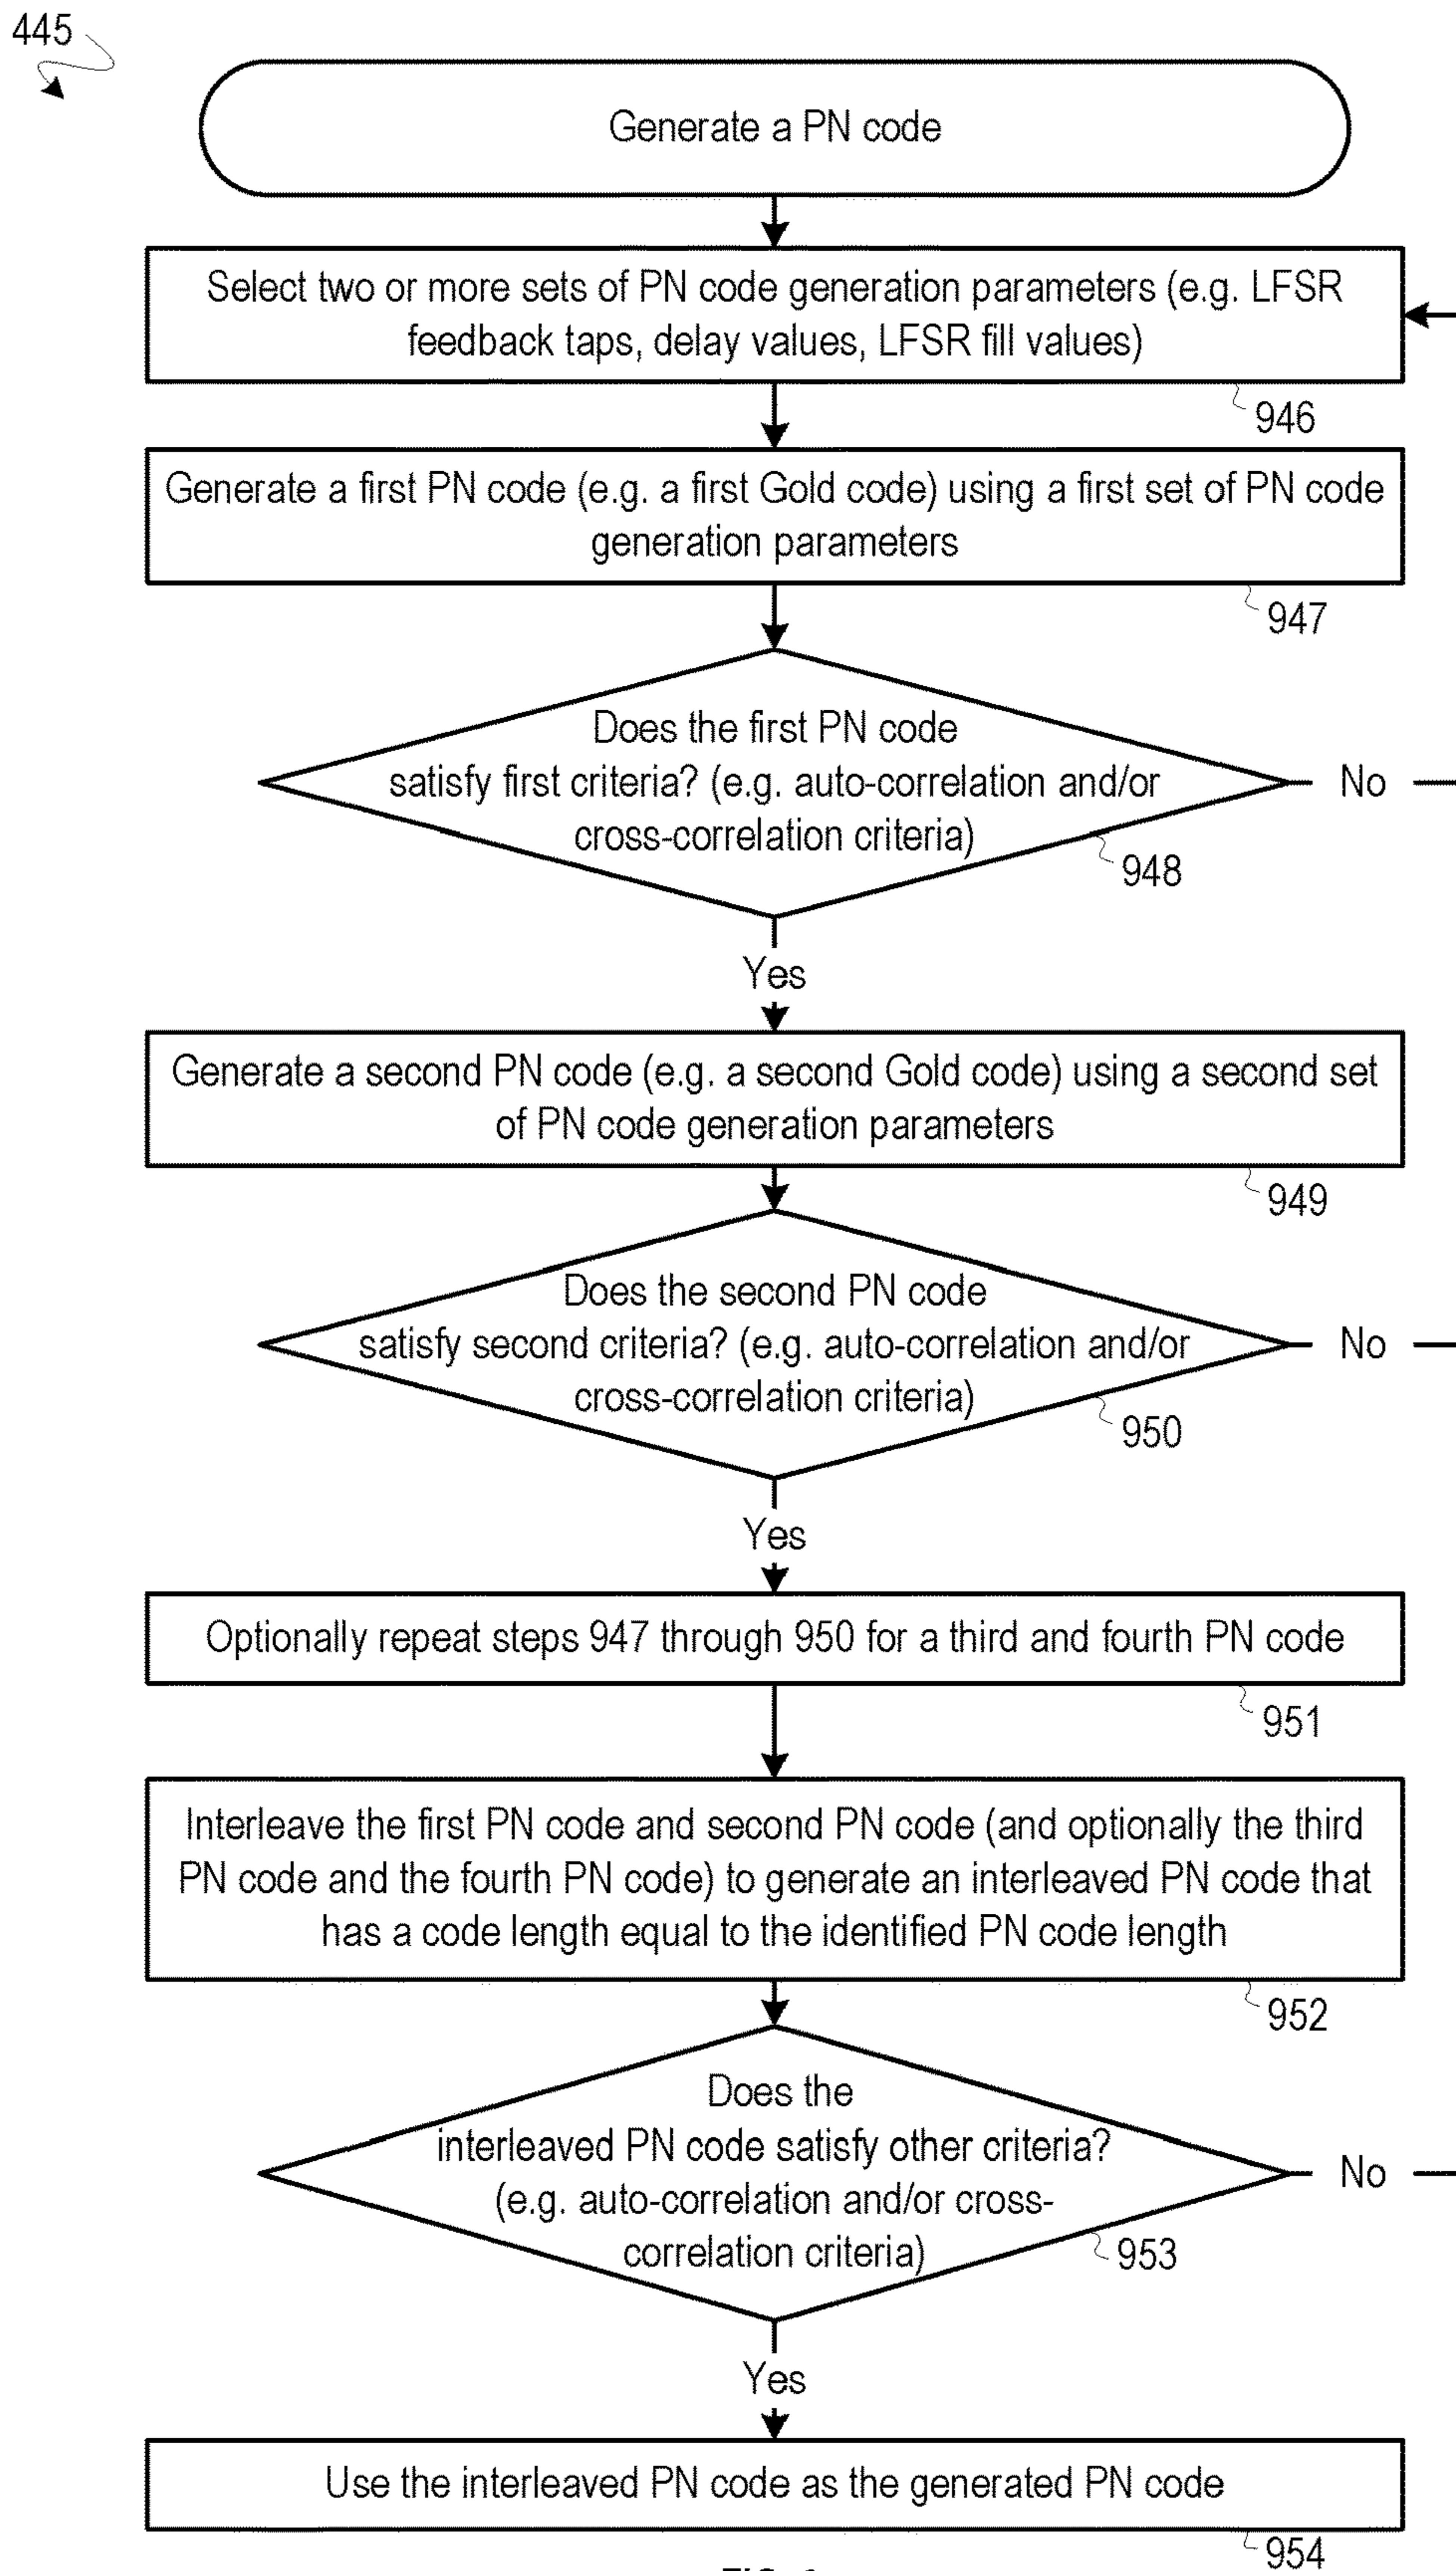 445
Generate a PN code
Select two or more sets of PN code generation parameters (e.g. LFSR
feedback taps, delay values, LFSR fill values)
946
Generate a first PN code (e.g. a first Gold code) using a first set of PN code
generation parameters
947
Does the first PN code
satisfy first criteria? (e.g. auto-correlation and/or
cross-correlation criteria)
No
948
Yes
Generate a second PN code (e.g. a second Gold code) using a second set
of PN code generation parameters
949
Does the second PN code
satisfy second criteria? (e.g. auto-correlation and/or
cross-correlation criteria)
No
950
Yes
Optionally repeat steps 947 through 950 for a third and fourth PN code
951
Interleave the first PN code and second PN code (and optionally the third
PN code and the fourth PN code) to generate an interleaved PN code that
has a code length equal to the identified PN code length
952
Does the
interleaved PN code satisfy other criteria?
(e.g. auto-correlation and/or cross-
correlation criteria)
No
953
Yes
Use the interleaved PN code as the generated PN code
954